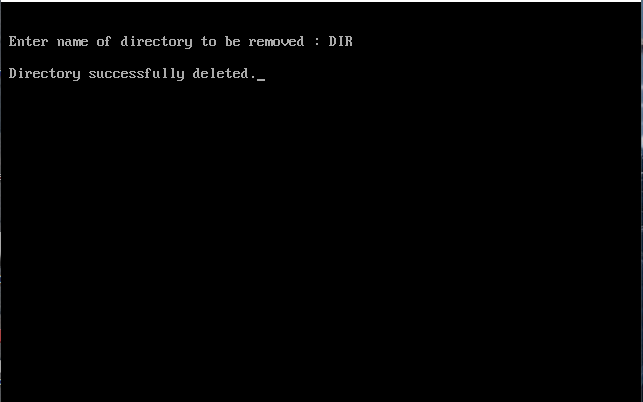 Enter name of directory to be removed : DIR
Directory successfully deleted._